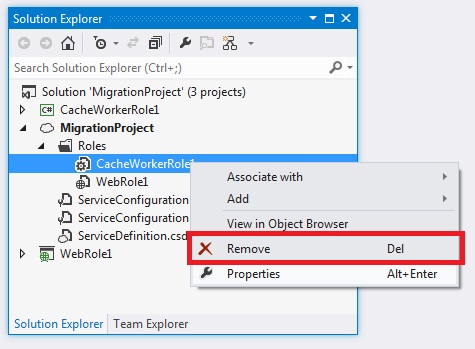 Solution Explorer
Search Solution Explorer (Ctrl+;)
Solution 'MigrationProject' (3 projects)
C# CacheWorkerRole1
MigrationProject
Roles
CacheWorkerRole1
WebRole1
ServiceConfiguration
ServiceConfiguration
ServiceDefinition.csd
WebRole1
Associate with
Add
View in Object Browser
Remove Del
Properties Alt+Enter
Solution Explorer Team Explorer